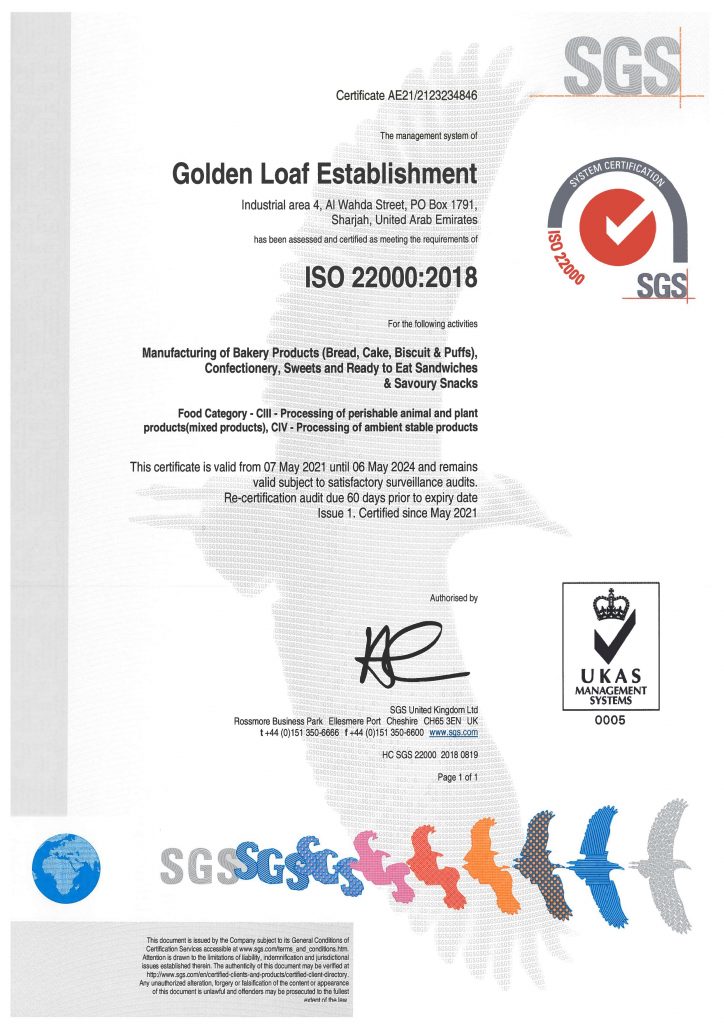 SGS
Certificate AE21/2123234846
The management system of
Golden Loaf Establishment
Industrial area 4, Al Wahda Street, PO Box 1791,
Sharjah, United Arab Emirates
has been assessed and certified as meeting the requirements of
SYSTEM CERTIFICATION
ISO 22000
SGS
ISO 22000:2018
For the following activities
Manufacturing of Bakery Products (Bread, Cake, Biscuit & Puffs),
Confectionery, Sweets and Ready to Eat Sandwiches
& Savoury Snacks
Food Category - CIII - Processing of perishable animal and plant
products(mixed products), CIV - Processing of ambient stable products
This certificate is valid from 07 May 2021 until 06 May 2024 and remains
valid subject to satisfactory surveillance audits.
Re-certification audit due 60 days prior to expiry date
Issue 1. Certified since May 2021
Authorised by
UKAS
MANAGEMENT
SYSTEMS
0005
SGS United Kingdom Ltd
Rossmore Business Park Ellesmere Port Cheshire CH65 3EN UK
t +44 (0)151 350-6666 f +44 (0)151 350-6600 www.sgs.com
HC SGS 22000 2018 0819
Page 1 of 1
SGS SGS SGS
This document is issued by the Company subject to its General Conditions of
Certification Services accessible at www.sgs.com/terms_and_conditions.htm.
Attention is drawn to the limitations of liability, indemnification and jurisdictional
issues established therein. The authenticity of this document may be verified at
http://www.sgs.com/en/certified-clients-and-products/certified-client-directory.
Any unauthorized alteration, forgery or falsification of the content or appearance
of this document is unlawful and offenders may be prosecuted to the fullest
extent of the law.